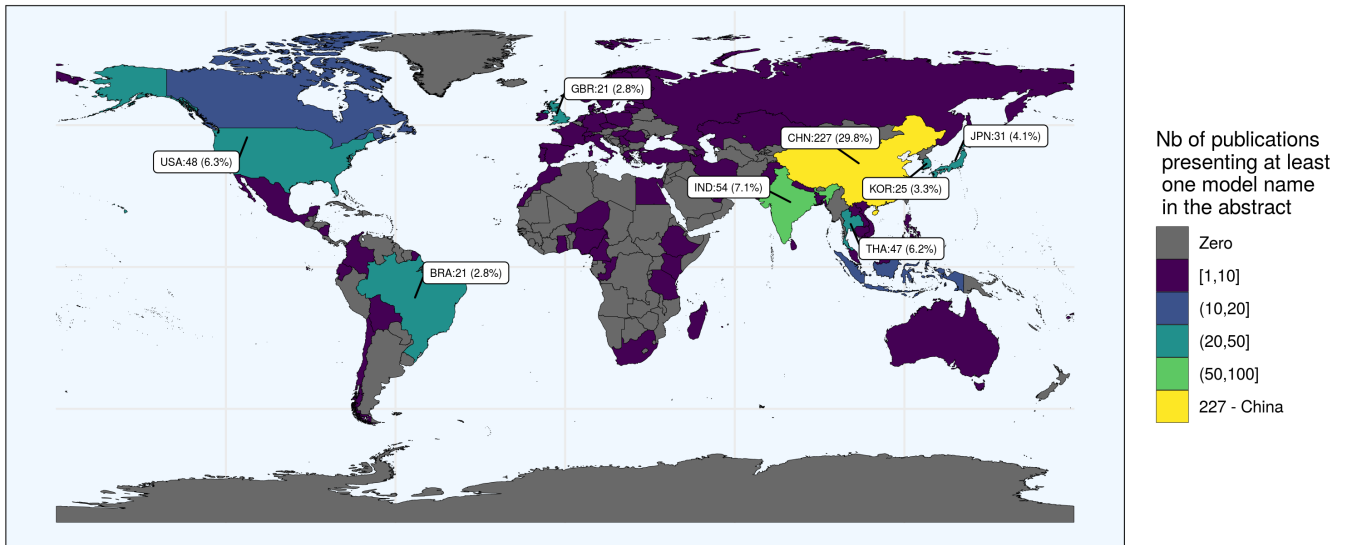 GBR:21 (2.8%)
CHN:227 (29.8%)
JPN:31 (4.1%)
USA:48 (6.3%)
IND:54 (7.1%)
KOR:25 (3.3%)
THA:47 (6.2%)
BRA:21 (2.8%)
Nb of publications
presenting at least
one model name
in the abstract
Zero
[1,10]
(10,20]
(20,50]
(50,100]
227 - China